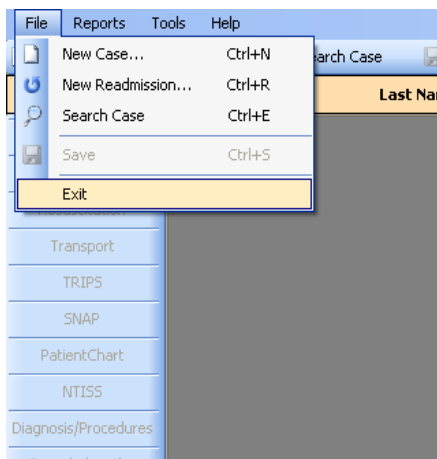 File Reports Tools Help
New Case... Ctrl+N
arch Case
New Readmission... Ctrl+R
Last Nar
Search Case Ctrl+E
Save Ctrl+S
Exit
Transport
TRIPS
SNAP
PatientChart
NTISS
Diagnosis/Procedures